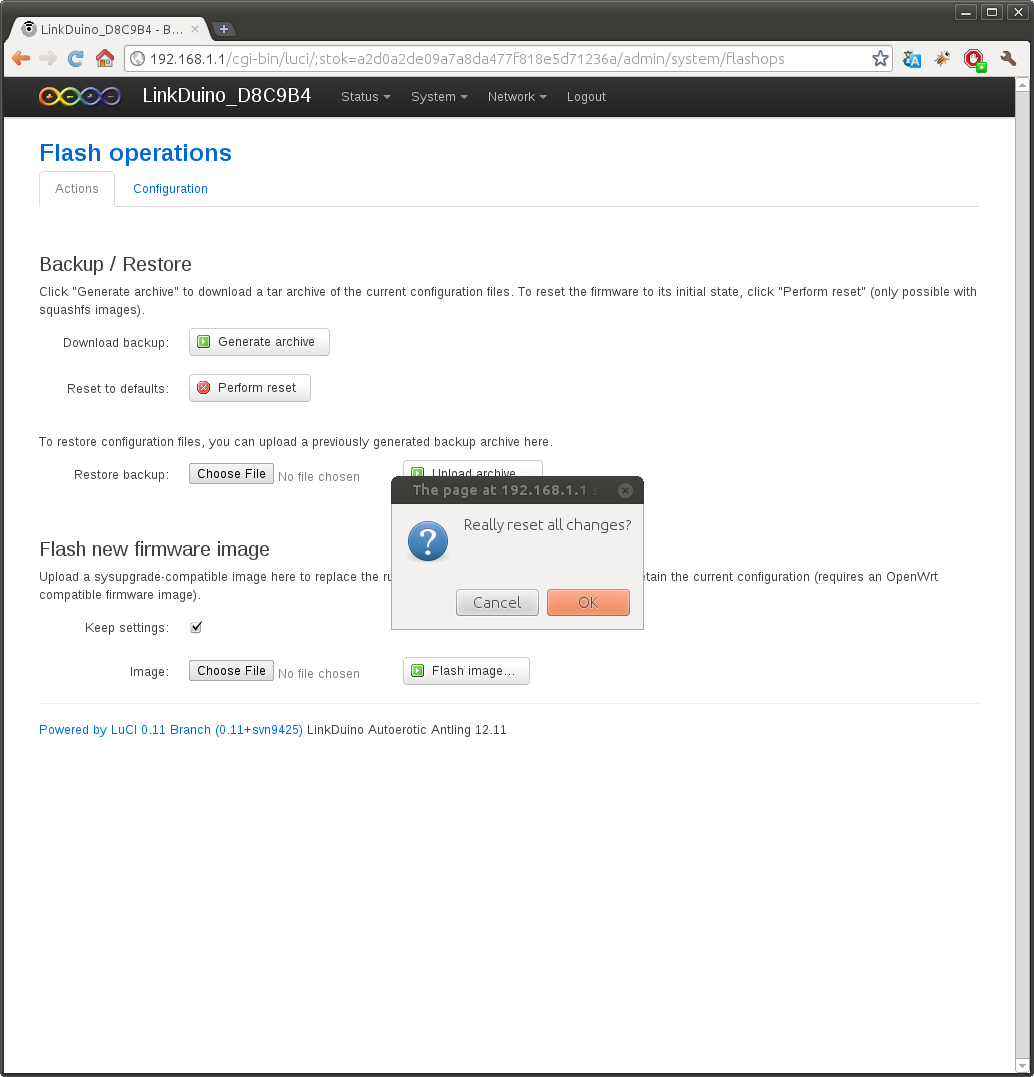 LinkDuino_D8C9B4 - B...
192.168.1.1/cgi-bin/luci/;stok=a2d0a2de09a7a8da477f818e5d71236a/admin/system/flashops
LinkDuino_D8C9B4 Status System Network Logout
Flash operations
Actions Configuration
Backup / Restore
Click "Generate archive" to download a tar archive of the current configuration files. To reset the firmware to its initial state, click "Perform reset" (only possible with
squashfs images).
Download backup: Generate archive
Reset to defaults: Perform reset
To restore configuration files, you can upload a previously generated backup archive here.
Restore backup: Choose File No file chosen Upload archive...
The page at 192.168.1.1
Really reset all changes?
Cancel OK
Flash new firmware image
Upload a sysupgrade-compatible image here to replace the current configuration (requires an OpenWrt
compatible firmware image).
Keep settings:
Image: Choose File No file chosen Flash image...
Powered by LuCI 0.11 Branch (0.11+svn9425) LinkDuino Autoerotic Antling 12.11